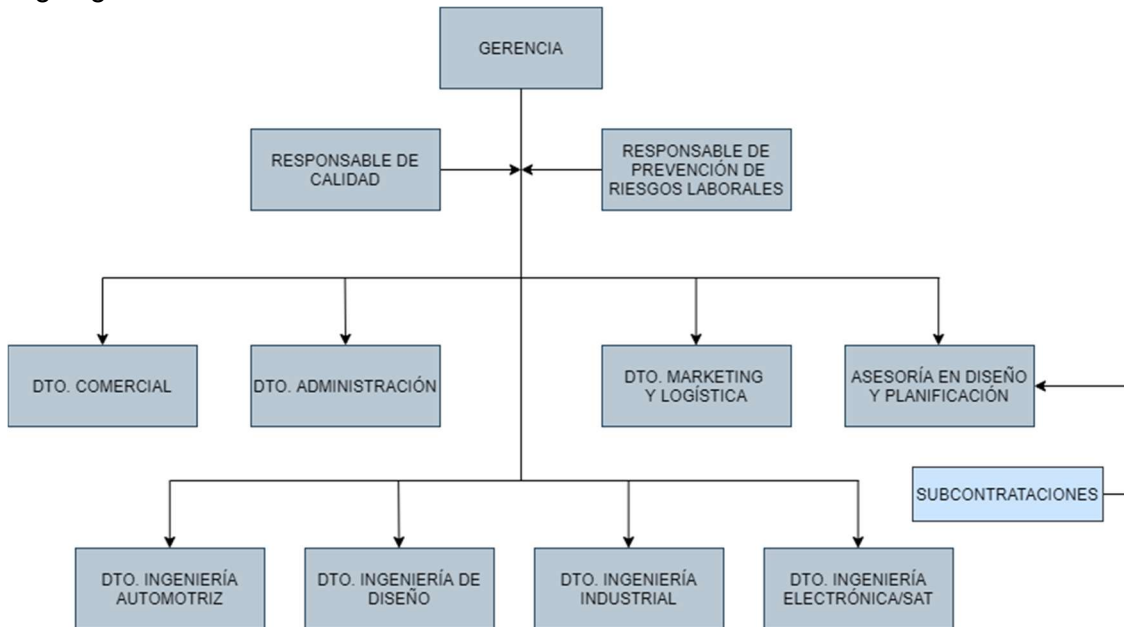 GERENCIA
RESPONSABLE DE
CALIDAD
RESPONSABLE DE
PREVENCIÓN DE
RIESGOS LABORALES
DTO. COMERCIAL
DTO. ADMINISTRACIÓN
DTO. MARKETING
Y LOGÍSTICA
ASESORÍA EN DISEÑO
Y PLANIFICACIÓN
SUBCONTRATACIONES
DTO. INGENIERÍA
AUTOMOTRIZ
DTO. INGENIERÍA DE
DISEÑO
DTO. INGENIERÍA
INDUSTRIAL
DTO. INGENIERÍA
ELECTRÓNICA/SAT